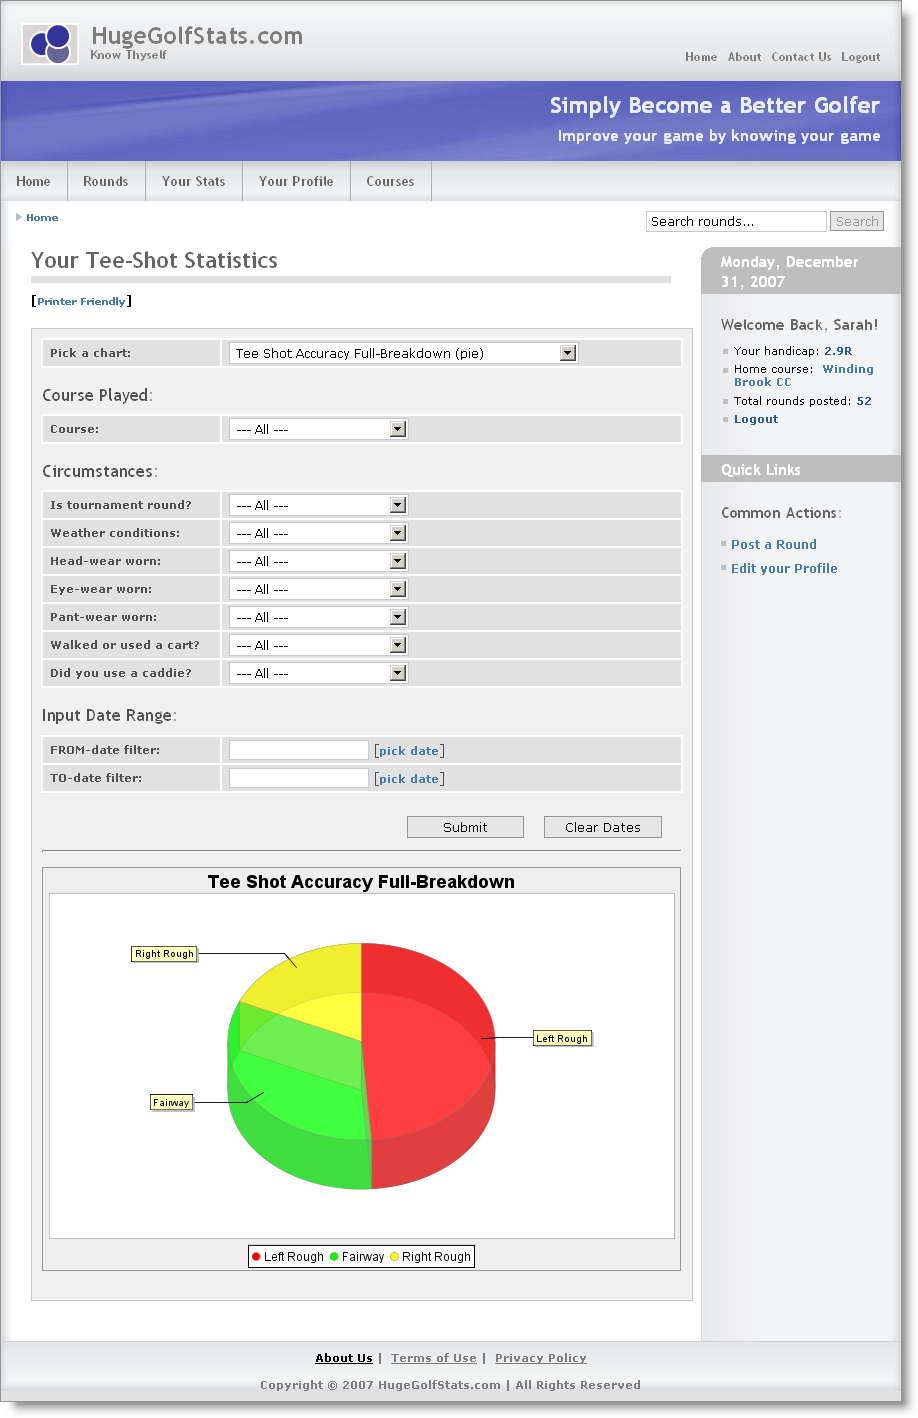 HugeGolfStats.com
Know Thyself
Home About Contact Us Logout
Simply Become a Better Golfer
Improve your game by knowing your game
Home Rounds Your Stats Your Profile Courses
Home
Search rounds... Search
Your Tee-Shot Statistics
[Printer Friendly]
Pick a chart: Tee Shot Accuracy Full-Breakdown (pie)
Course Played:
Course: --- All ---
Circumstances:
Is tournament round? --- All ---
Weather conditions: --- All ---
Head-wear worn: --- All ---
Eye-wear worn: --- All ---
Pant-wear worn: --- All ---
Walked or used a cart? --- All ---
Did you use a caddie? --- All ---
Input Date Range:
FROM-date filter: [pick date]
TO-date filter: [pick date]
Submit Clear Dates
Tee Shot Accuracy Full-Breakdown
Right Rough
Left Rough
Fairway
Left Rough Fairway Right Rough
Monday, December
31, 2007
Welcome Back, Sarah!
Your handicap: 2.9R
Home course: Winding
Brook CC
Total rounds posted: 52
Logout
Quick Links
Common Actions:
Post a Round
Edit your Profile
About Us | Terms of Use | Privacy Policy
Copyright © 2007 HugeGolfStats.com | All Rights Reserved